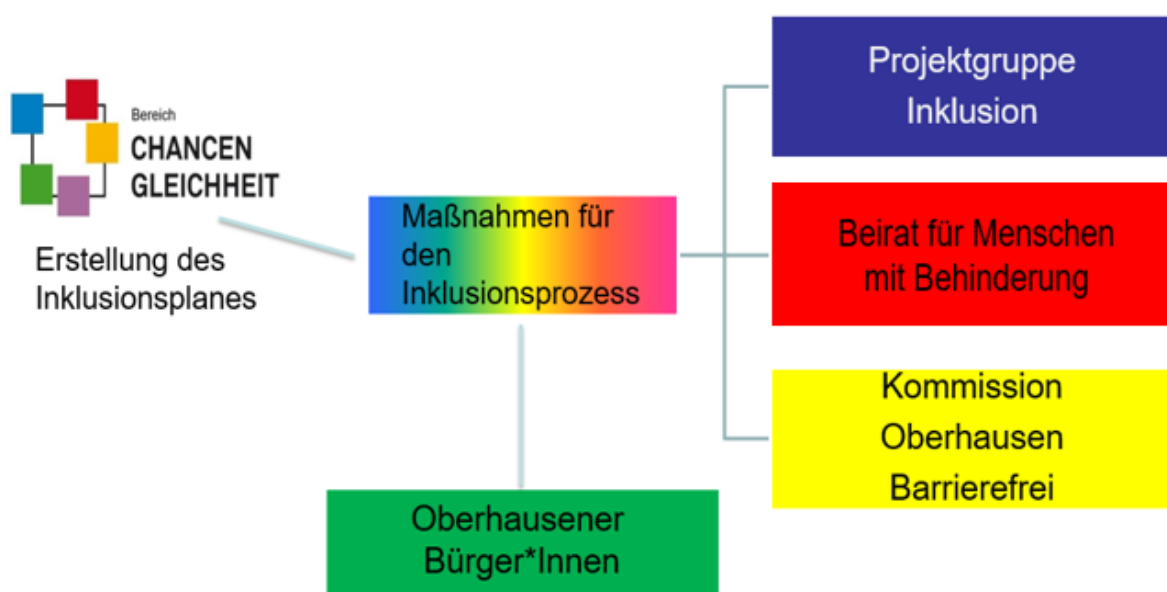 Bereich
CHANCEN
GLEICHHEIT
Erstellung des
Inklusionsplanes
Maßnahmen für
den
Inklusionsprozess
Projektgruppe
Inklusion
Beirat für Menschen
mit Behinderung
Kommission
Oberhausen
Barrierefrei
Oberhausener
Bürger*Innen